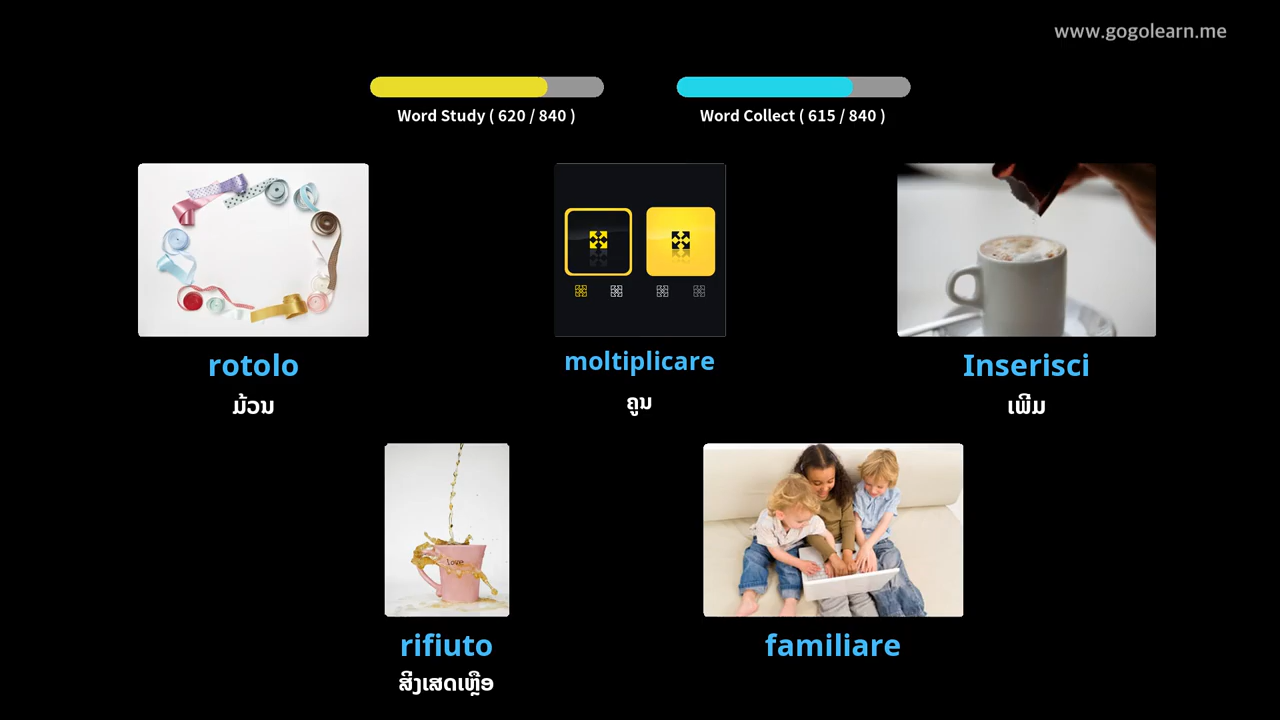 www.gogolearn.me
Word Study ( 620 / 840 )
Word Collect ( 615 / 840 )
rotolo
ມ້ວນ
moltiplicare
ຄູນ
Inserisci
ເພີ່ມ
love
rifiuto
ສິ່ງເສດເຫຼືອ
familiare